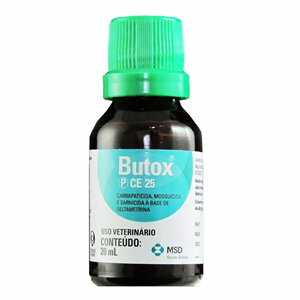 Butox®
P CE 25
CARRAPATICIDA, MOSQUICIDA
E SARNICIDA À BASE DE
DELTAMETRINA
USO VETERINÁRIO
CONTEÚDO:
20 mL
MSD
Saúde Animal